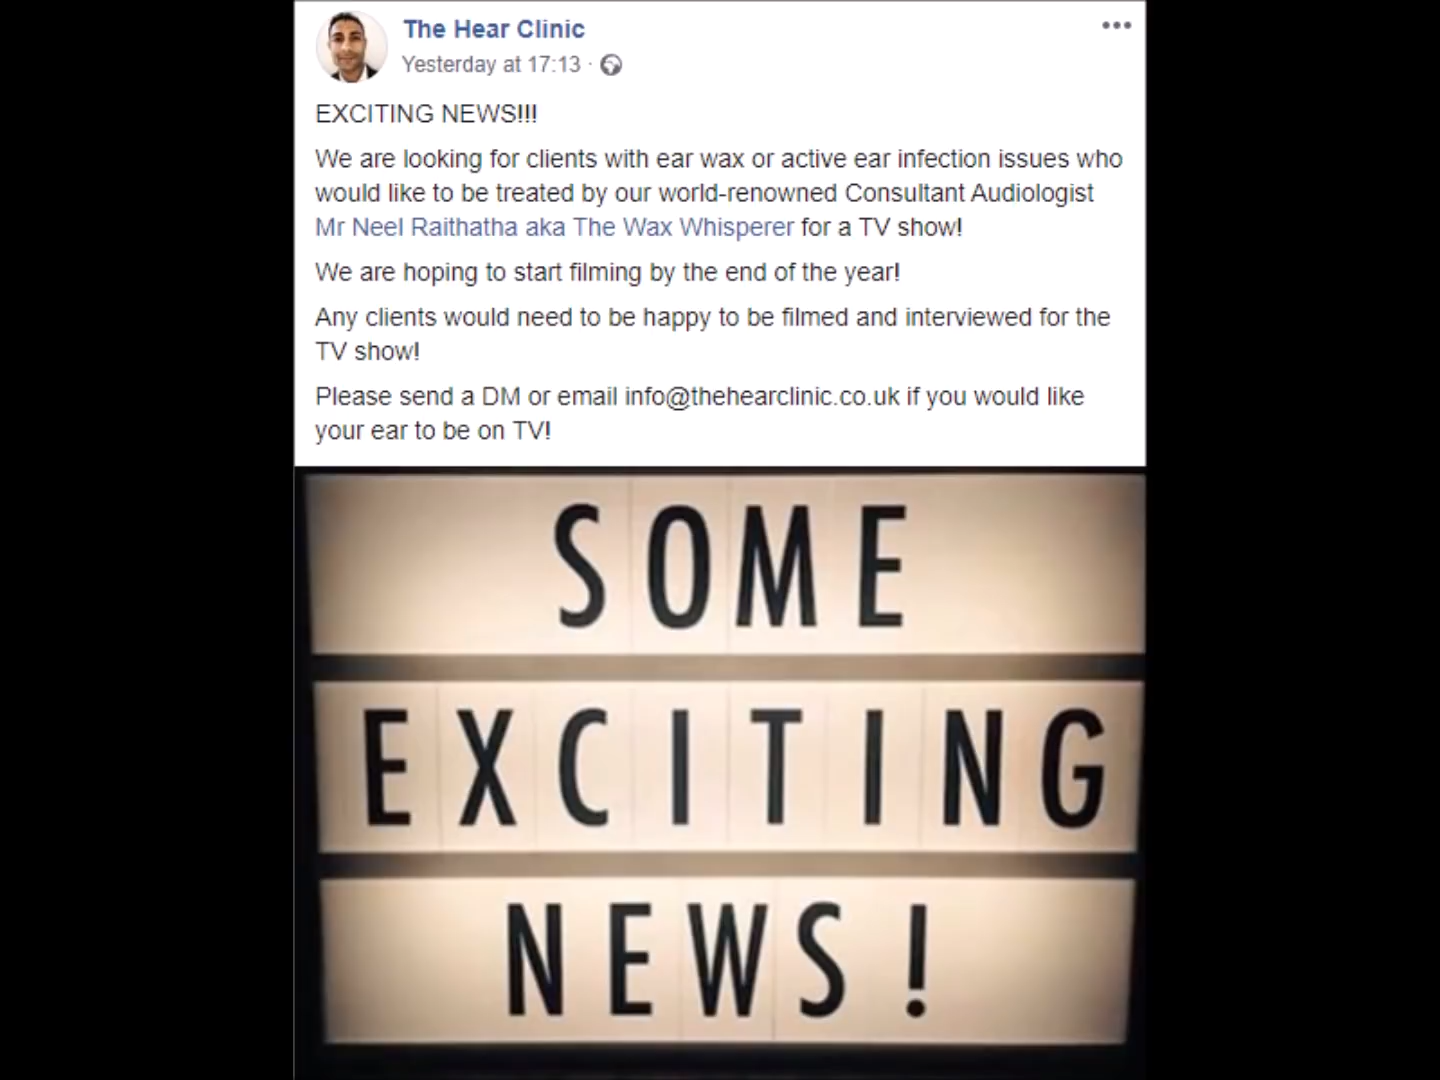 The Hear Clinic
Yesterday at 17:13 ·
EXCITING NEWS!!!
We are looking for clients with ear wax or active ear infection issues who
would like to be treated by our world-renowned Consultant Audiologist
Mr Neel Raithatha aka The Wax Whisperer for a TV show!
We are hoping to start filming by the end of the year!
Any clients would need to be happy to be filmed and interviewed for the
TV show!
Please send a DM or email info@thehearclinic.co.uk if you would like
your ear to be on TV!
SOME
EXCITING
NEWS!